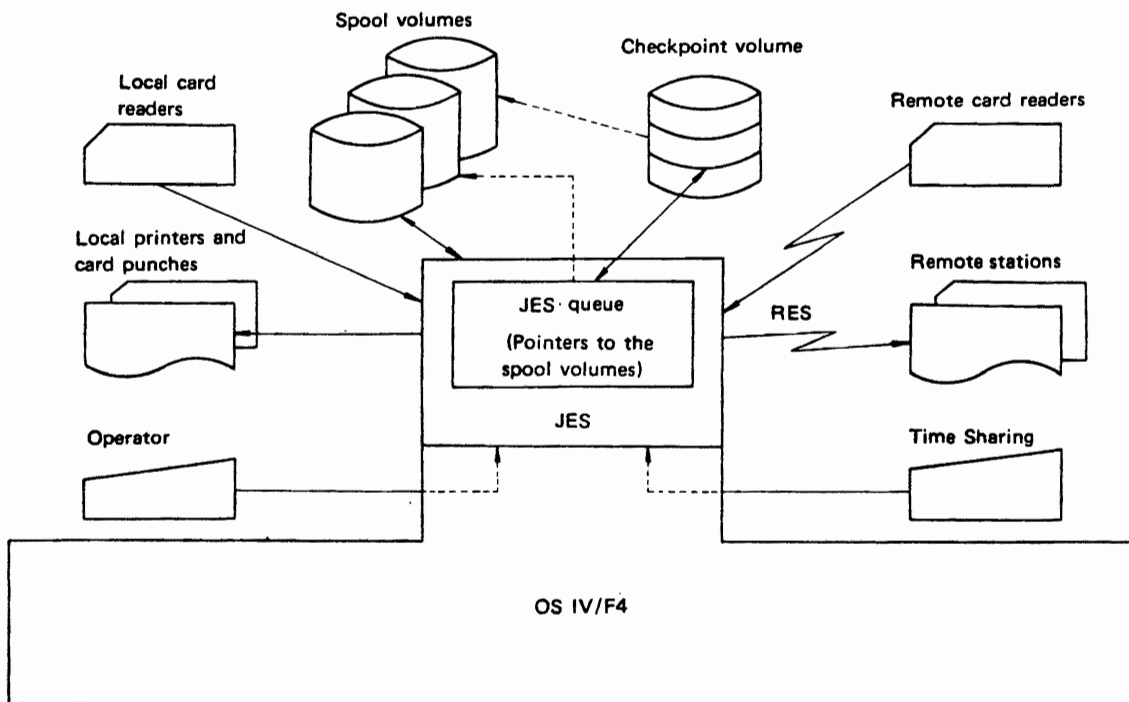 Spool volumes
Checkpoint volume
Local card
readers
Remote card readers
Local printers and
card punches
Remote stations
JES queue
(Pointers to the
spool volumes)
RES
JES
Operator
Time Sharing
OS IV/F4